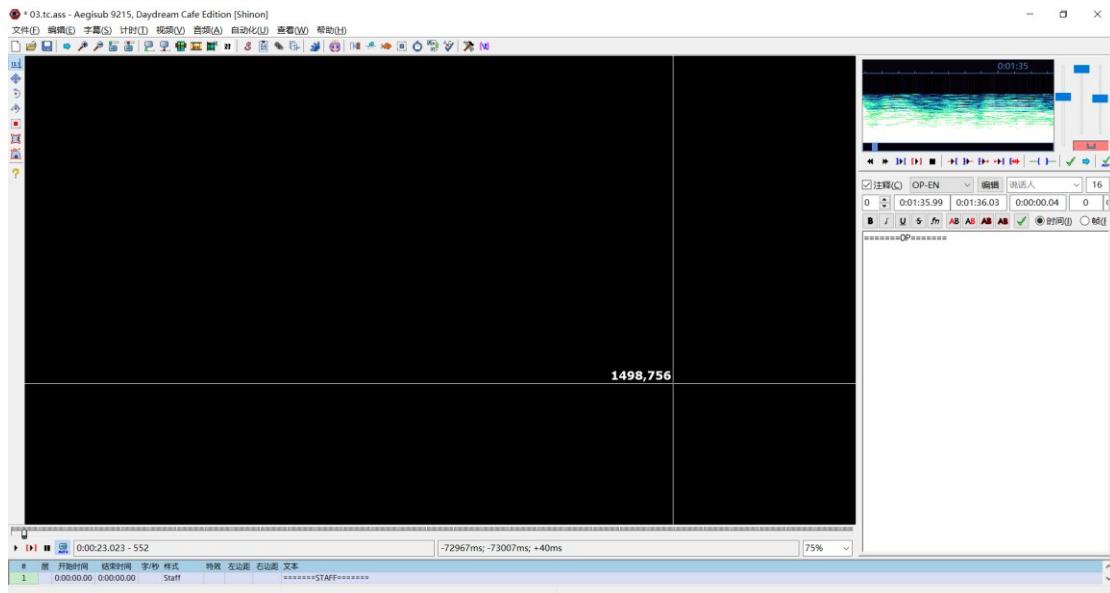 * 03.tc.ass - Aegisub 9215, Daydream Cafe Edition [Shinon]
文件(F) 编辑(E) 字幕(S) 计时(T) 视频(V) 音频(A) 自动化(U) 查看(W) 帮助(H)
0:01:35
注释(C) OP-EN 编辑 说话人 16
0 0:01:35.99 0:01:36.03 0:00:00.04 0
B I U S fn AB AB AB AB 时间(I) 帧(F
=======OP=======
1498,756
0:00:23.023 - 552 -72967ms; -73007ms; +40ms 75%
# 层 开始时间 结束时间 字/秒 样式 特效 左边距 右边距 文本
1 0:00:00.00 0:00:00.00 Staff =======STAFF=======